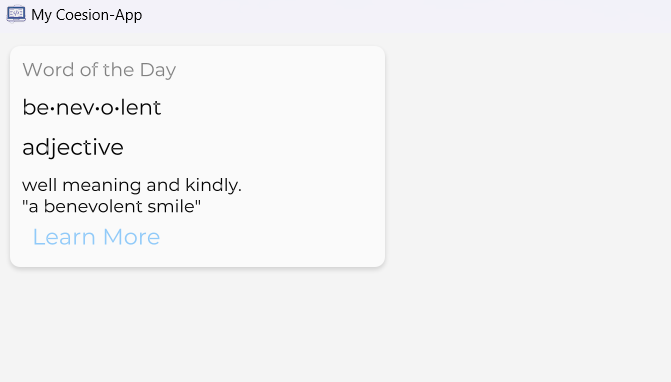 My Coesion-App
Word of the Day
be•nev•o•lent
adjective
well meaning and kindly.
"a benevolent smile"
Learn More